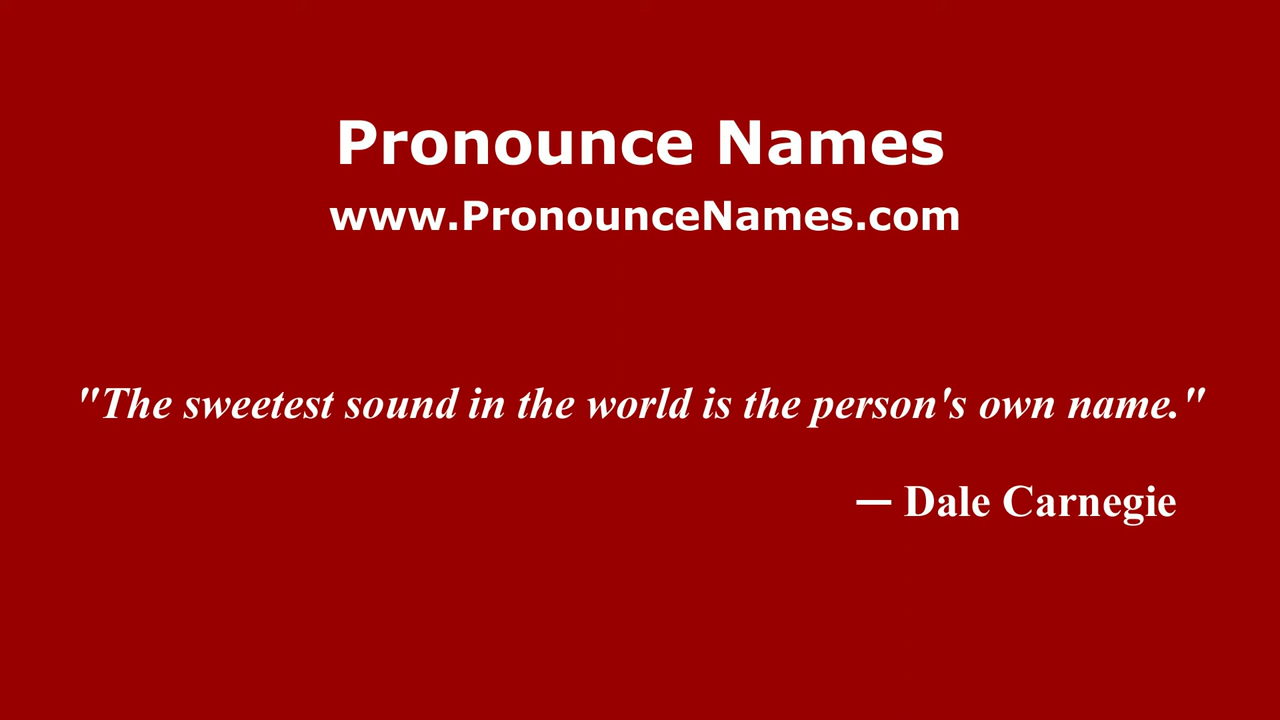 Pronounce Names
www.PronounceNames.com
"The sweetest sound in the world is the person's own name."
— Dale Carnegie